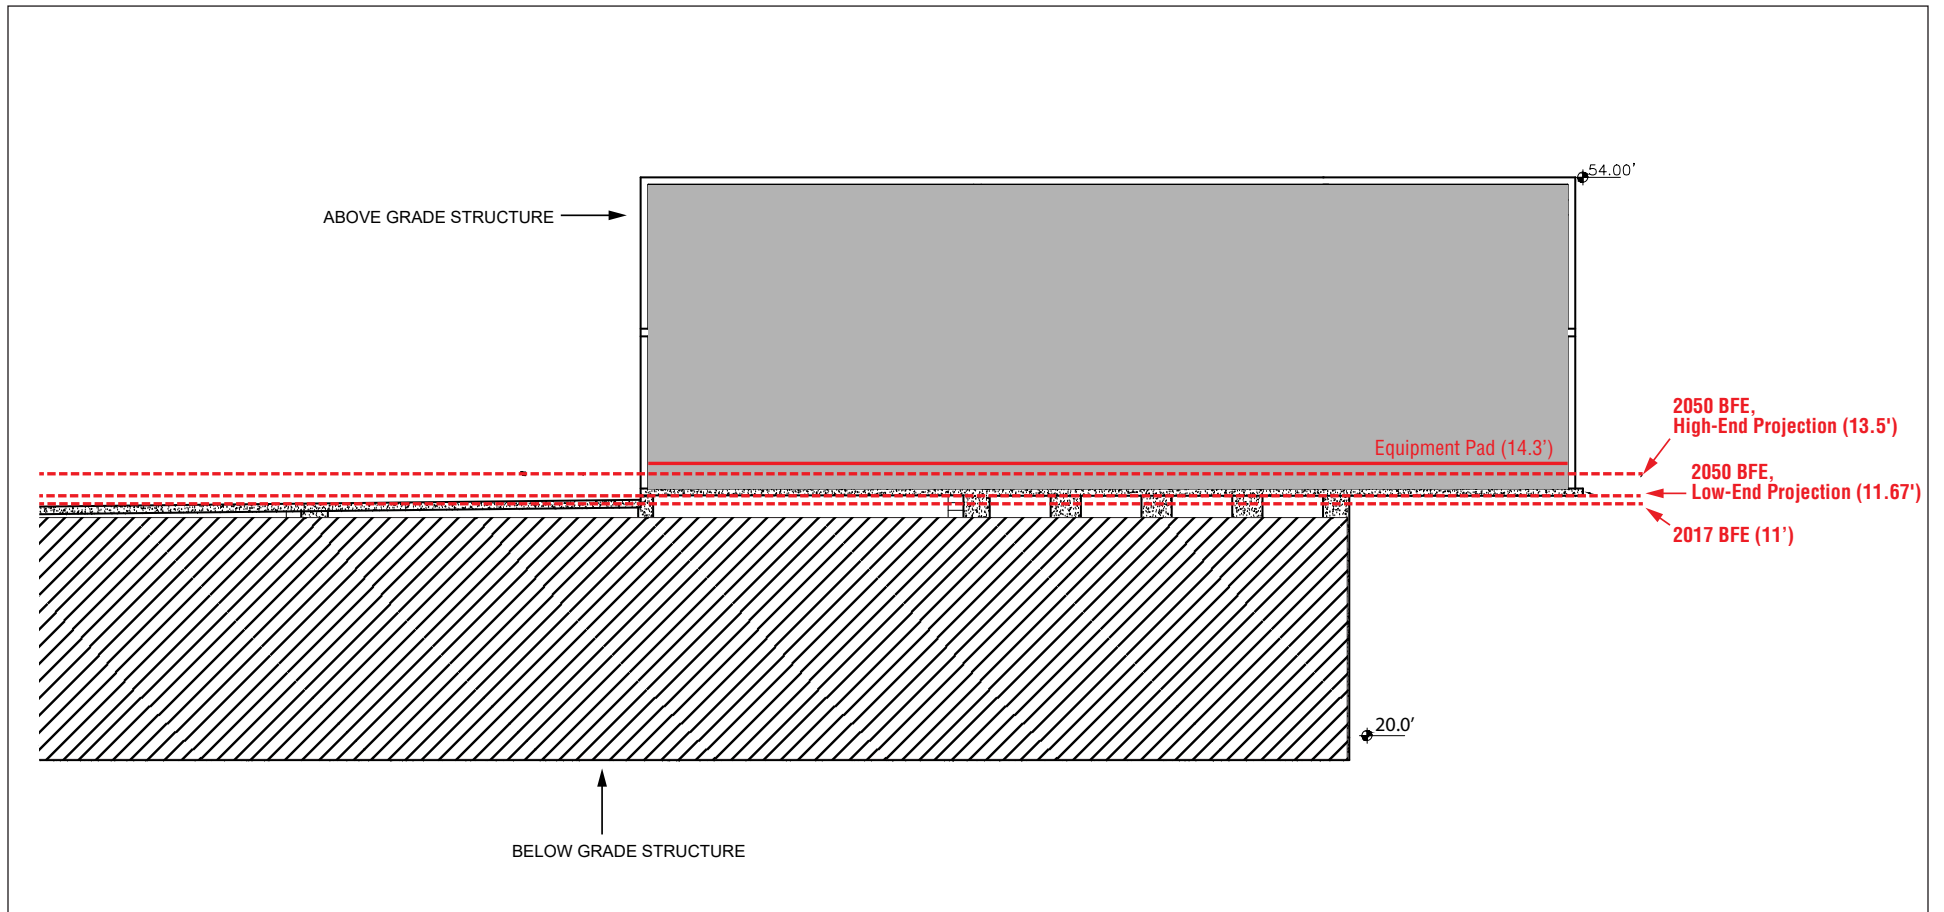 54.00'
ABOVE GRADE STRUCTURE
2050 BFE,
High-End Projection (13.5')
Equipment Pad (14.3’)
2050 BFE,
Low-End Projection (11.67')
2017 BFE (11’)
20.0’
BELOW GRADE STRUCTURE